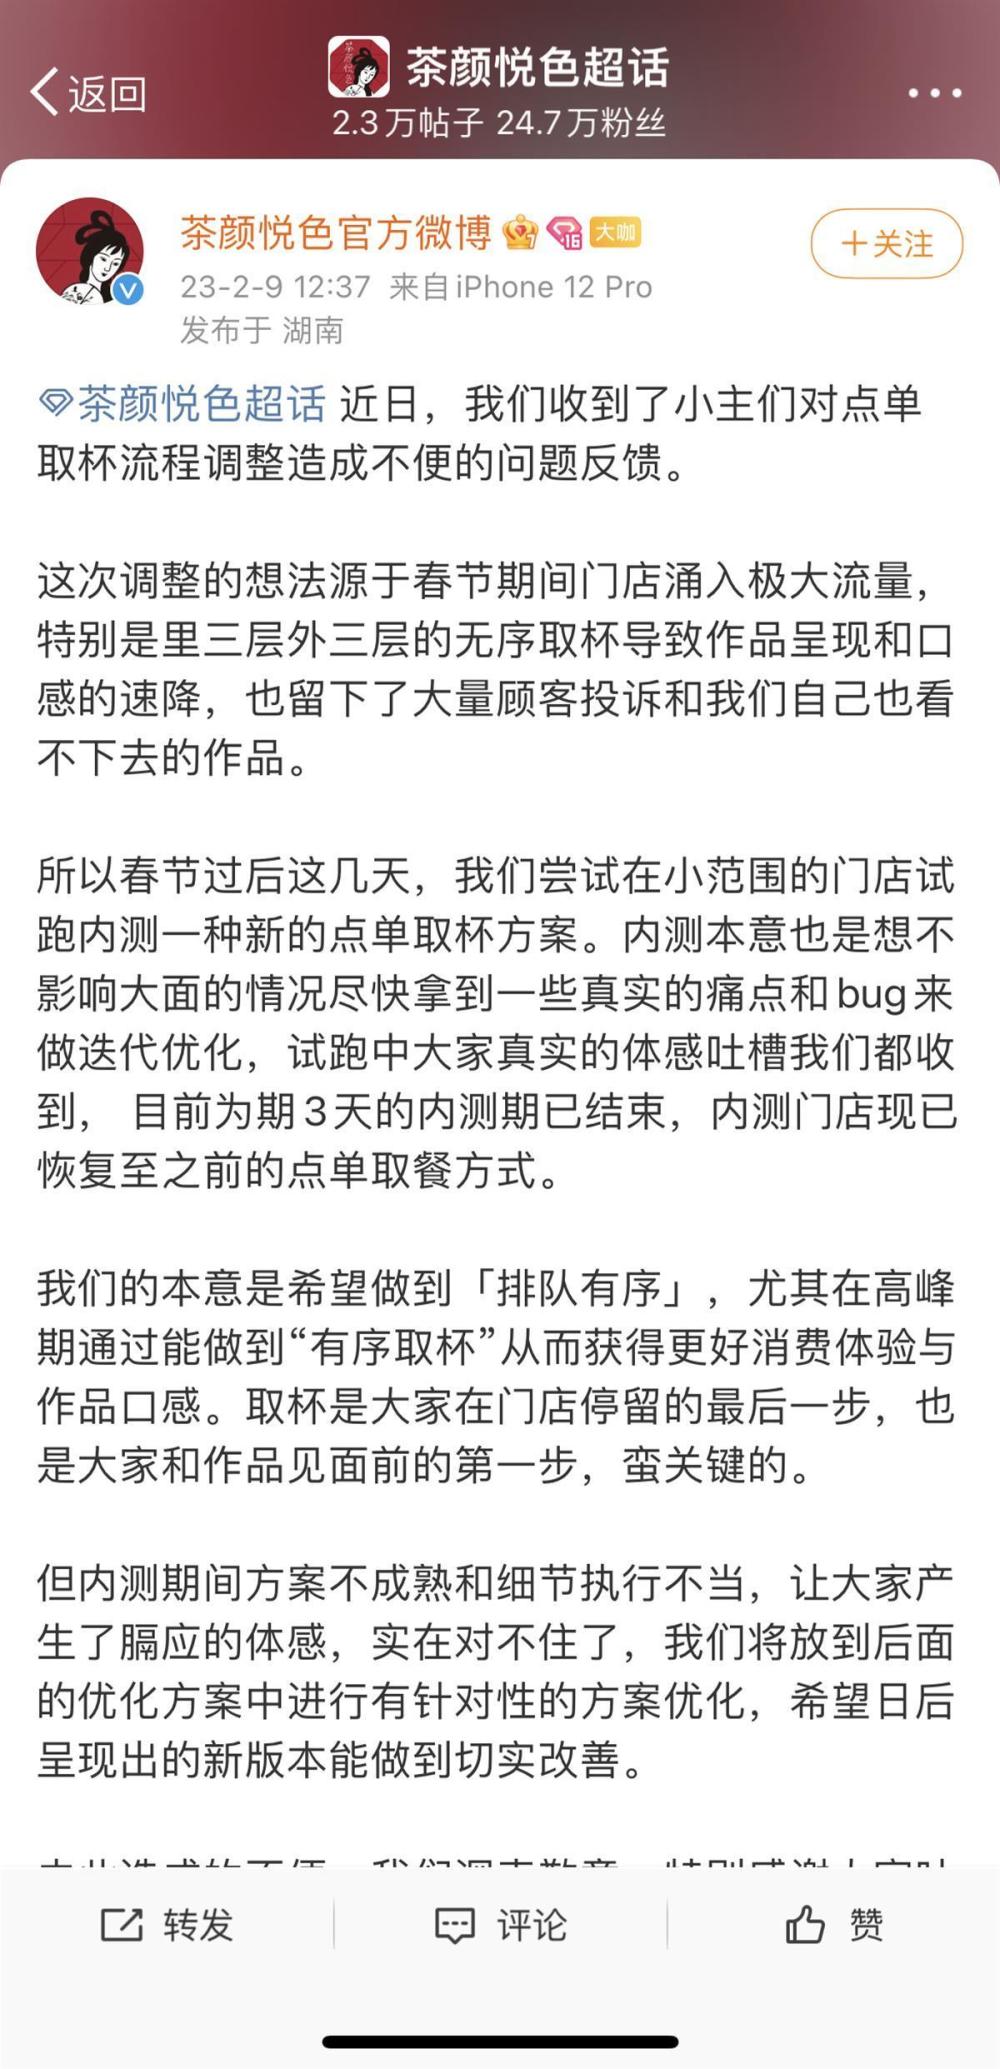 返回
茶颜悦色超话
2.3万帖子 24.7万粉丝
茶颜悦色官方微博
16
大咖
+关注
23-2-9 12:37 来自iPhone 12 Pro
发布于 湖南
茶颜悦色超话 近日，我们收到了小主们对点单
取杯流程调整造成不便的问题反馈。
这次调整的想法源于春节期间门店涌入极大流量，
特别是里三层外三层的无序取杯导致作品呈现和口
感的速降，也留下了大量顾客投诉和我们自己也看
不下去的作品。
所以春节过后这几天，我们尝试在小范围的门店试
跑内测一种新的点单取杯方案。内测本意也是想不
影响大面的情况尽快拿到一些真实的痛点和bug来
做迭代优化，试跑中大家真实的体感吐槽我们都收
到， 目前为期3天的内测期已结束，内测门店现已
恢复至之前的点单取餐方式。
我们的本意是希望做到「排队有序」，尤其在高峰
期通过能做到“有序取杯”从而获得更好消费体验与
作品口感。取杯是大家在门店停留的最后一步，也
是大家和作品见面前的第一步，蛮关键的。
但内测期间方案不成熟和细节执行不当，让大家产
生了膈应的体感，实在对不住了，我们将放到后面
的优化方案中进行有针对性的方案优化，希望日后
呈现出的新版本能做到切实改善。
转发
评论
赞